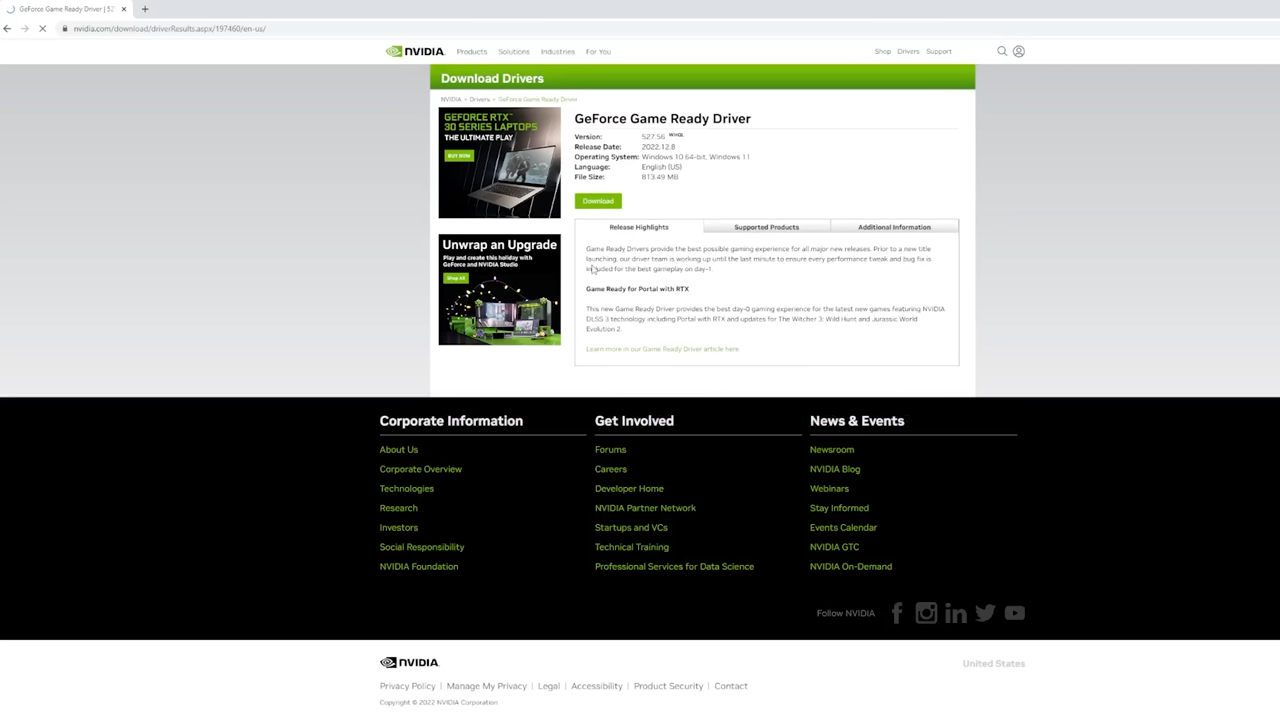 GeForce Game Ready Driver | 52
nvidia.com/download/driverResults.aspx/197460/en-us/
NVIDIA. Products Solutions Industries For You Shop Drivers Support
Download Drivers
NVIDIA > Drivers > GeForce Game Ready Driver
GEFORCE RTX
30 SERIES LAPTOPS
THE ULTIMATE PLAY
BUY NOW
Unwrap an Upgrade
Play and create this holiday with
GeForce and NVIDIA Studio
Shop All
GeForce Game Ready Driver
Version: 527.56 WHQL
Release Date: 2022.12.8
Operating System: Windows 10 64-bit, Windows 11
Language: English (US)
File Size: 813.49 MB
Download
Release Highlights Supported Products Additional Information
Game Ready Drivers provide the best possible gaming experience for all major new releases. Prior to a new title
launching, our driver team is working up until the last minute to ensure every performance tweak and bug fix is
included for the best gameplay on day-1.
Game Ready for Portal with RTX
This new Game Ready Driver provides the best day-0 gaming experience for the latest new games featuring NVIDIA
DLSS 3 technology including Portal with RTX and updates for The Witcher 3: Wild Hunt and Jurassic World
Evolution 2.
Learn more in our Game Ready Driver article here.
Corporate Information
About Us
Corporate Overview
Technologies
Research
Investors
Social Responsibility
NVIDIA Foundation
Get Involved
Forums
Careers
Developer Home
NVIDIA Partner Network
Startups and VCs
Technical Training
Professional Services for Data Science
News & Events
Newsroom
NVIDIA Blog
Webinars
Stay Informed
Events Calendar
NVIDIA GTC
NVIDIA On-Demand
Follow NVIDIA
NVIDIA.
United States
Privacy Policy | Manage My Privacy | Legal | Accessibility | Product Security | Contact
Copyright © 2022 NVIDIA Corporation